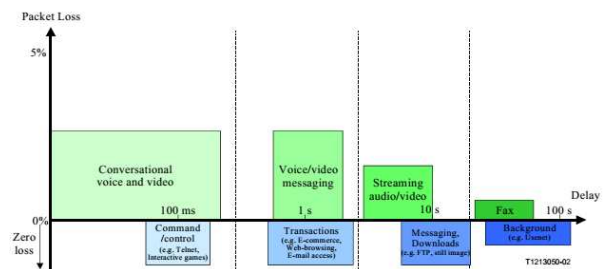 Packet Loss
5%
Conversational
voice and video
Voice/video
messaging
Streaming
audio/video
Fax
Delay
100 ms
1 s
10 s
100 s
0%
Zero
loss
Command
/control
(e.g. Telnet,
Interactive games)
Transactions
(e.g. E-commerce,
Web-browsing,
E-mail access)
Messaging,
Downloads
(e.g. FTP, still image)
Background
(e.g. Usenet)
T1213050-02